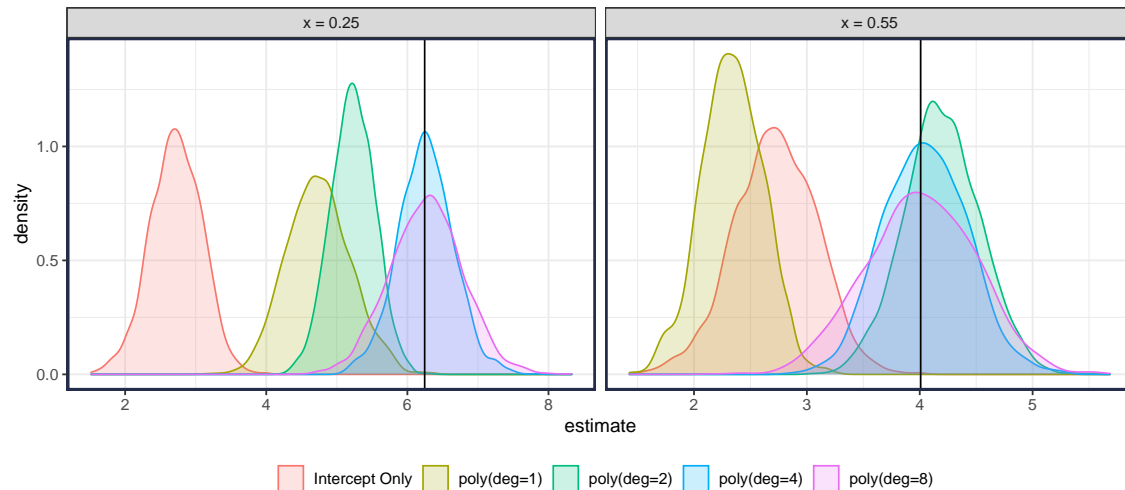 x = 0.25
x = 0.55
density
1.0
0.5
0.0
2
4
6
8
2
3
4
5
estimate
Intercept Only
poly(deg=1)
poly(deg=2)
poly(deg=4)
poly(deg=8)